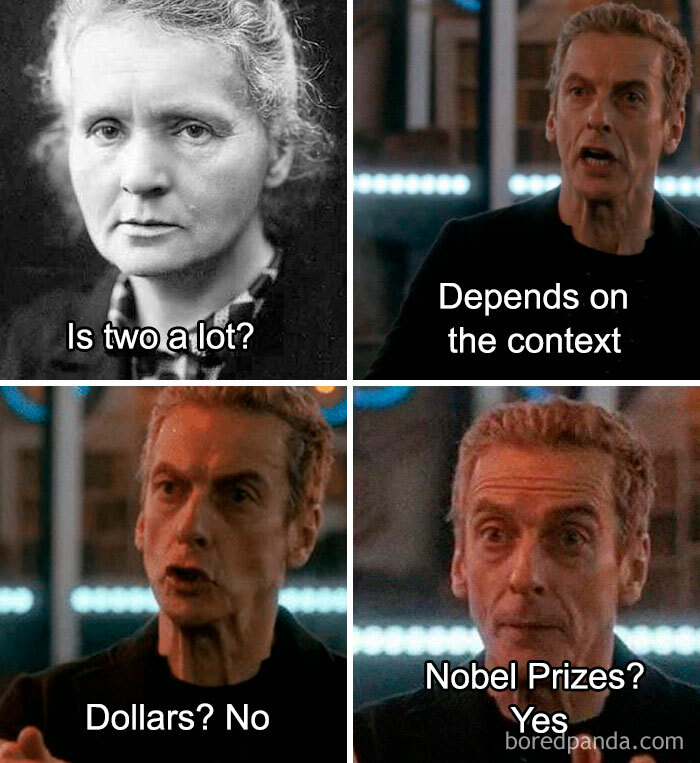 Is two a lot?
Depends on
the context
Dollars? No
Nobel Prizes?
Yes
boredpanda.com